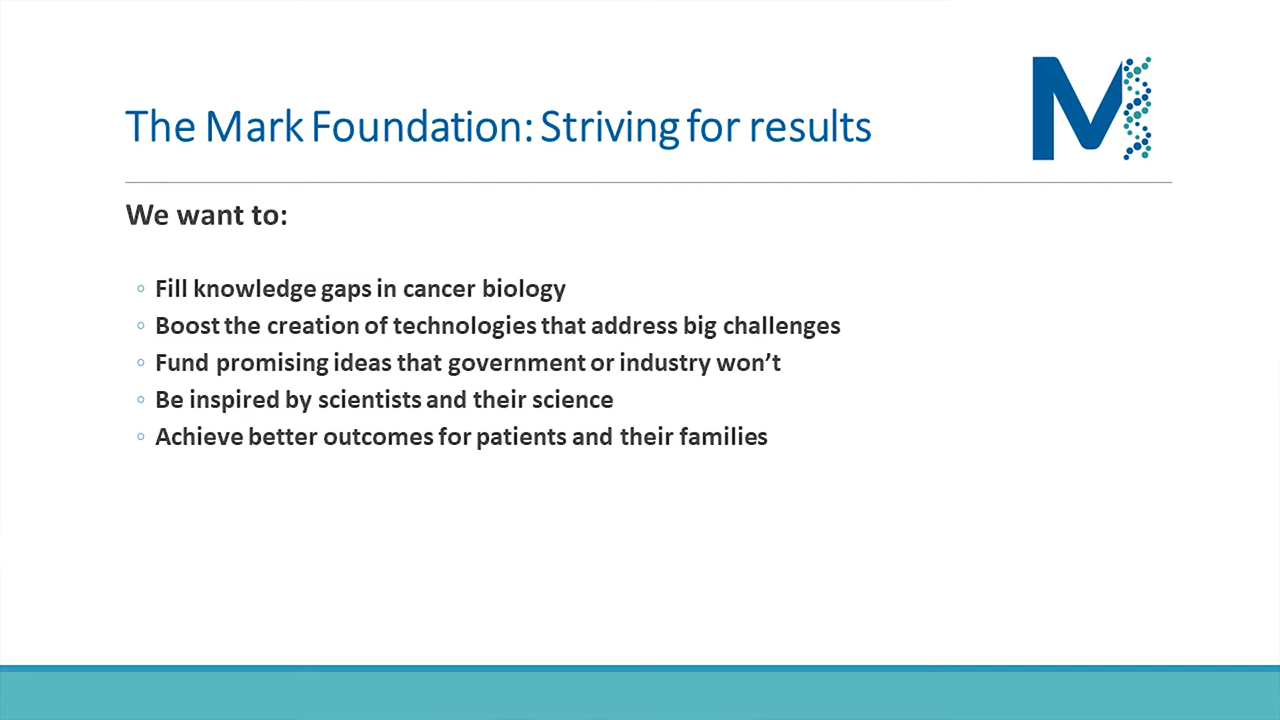 The Mark Foundation: Striving for results
M
We want to:
◦ Fill knowledge gaps in cancer biology
◦ Boost the creation of technologies that address big challenges
◦ Fund promising ideas that government or industry won’t
◦ Be inspired by scientists and their science
◦ Achieve better outcomes for patients and their families